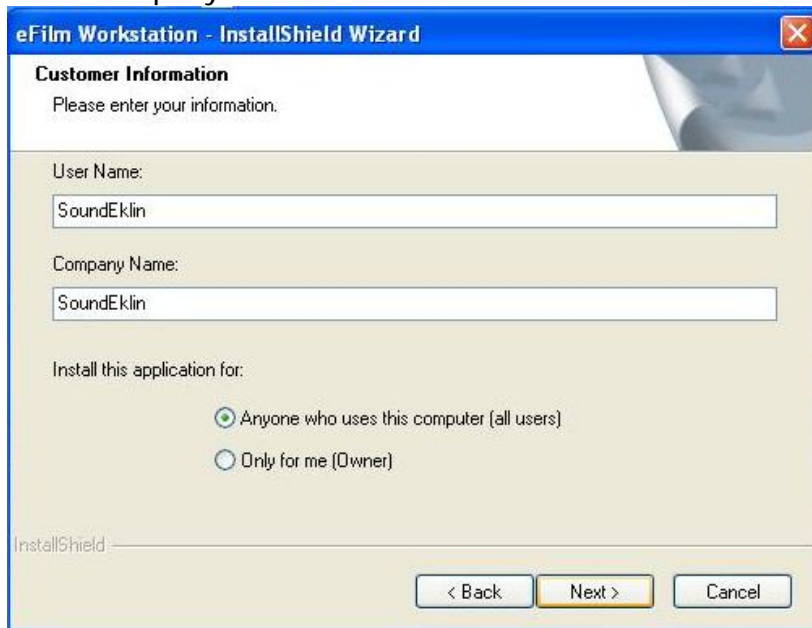 eFilm Workstation - InstallShield Wizard
Customer Information
Please enter your information.
User Name:
SoundEklin
Company Name:
SoundEklin
Install this application for:
Anyone who uses this computer (all users)
Only for me (Owner)
InstallShield
< Back Next > Cancel